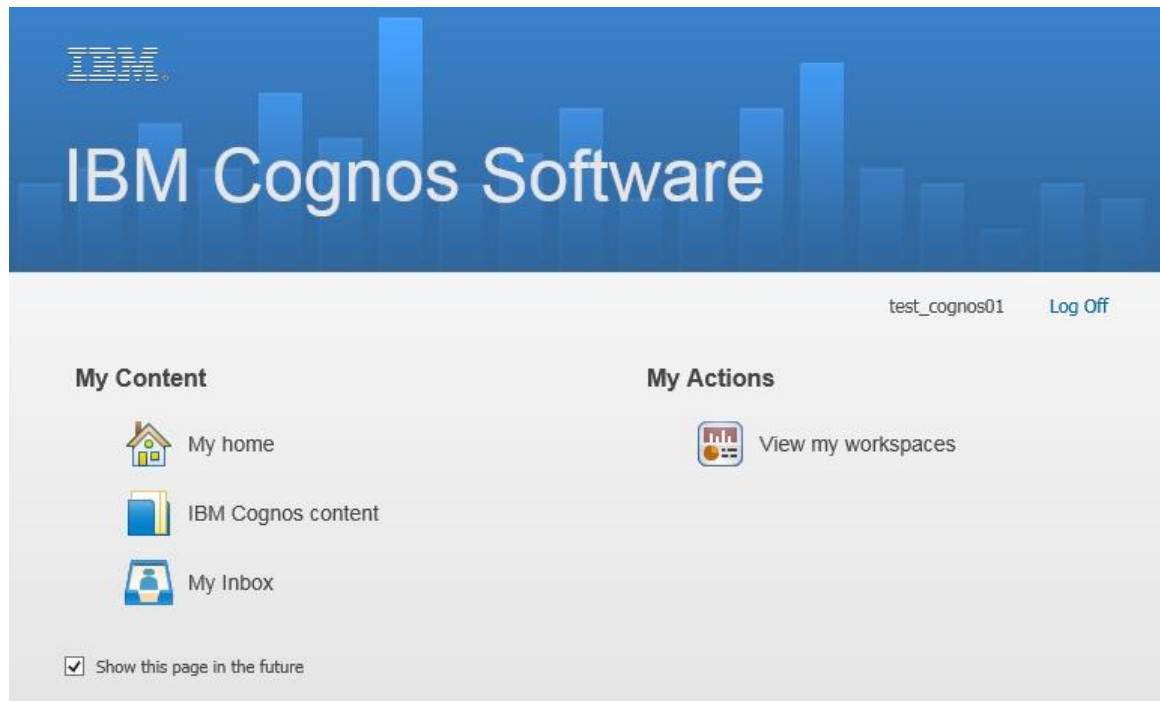 IBM®
IBM Cognos Software
test_cognos01 Log Off
My Content
My Actions
My home
View my workspaces
IBM Cognos content
My Inbox
Show this page in the future